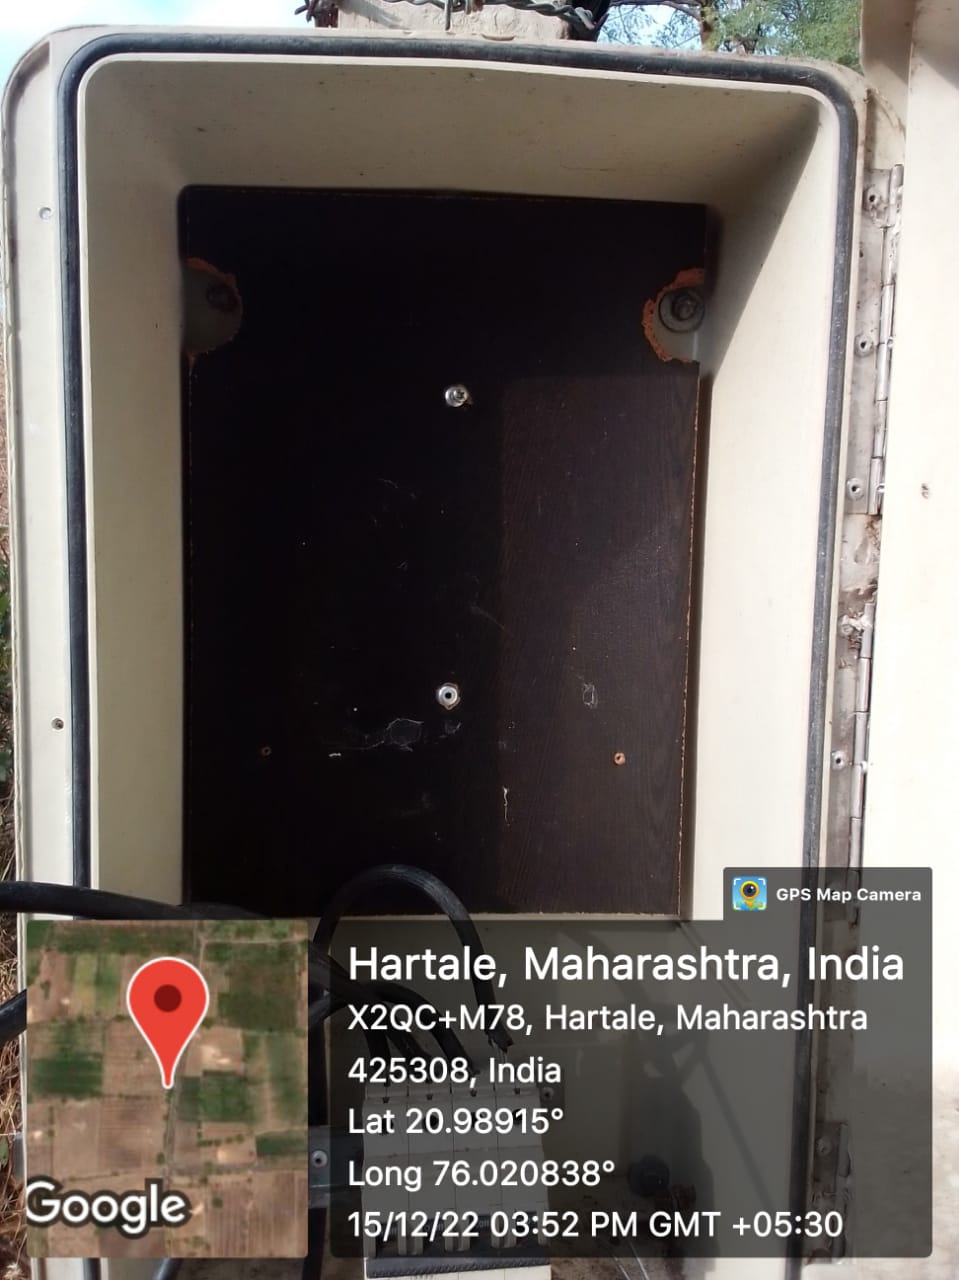 GPS Map Camera
Hartale, Maharashtra, India
X2QC+M78, Hartale, Maharashtra
425308, India
Lat 20.98915°
Long 76.020838°
15/12/22 03:52 PM GMT +05:30
Google